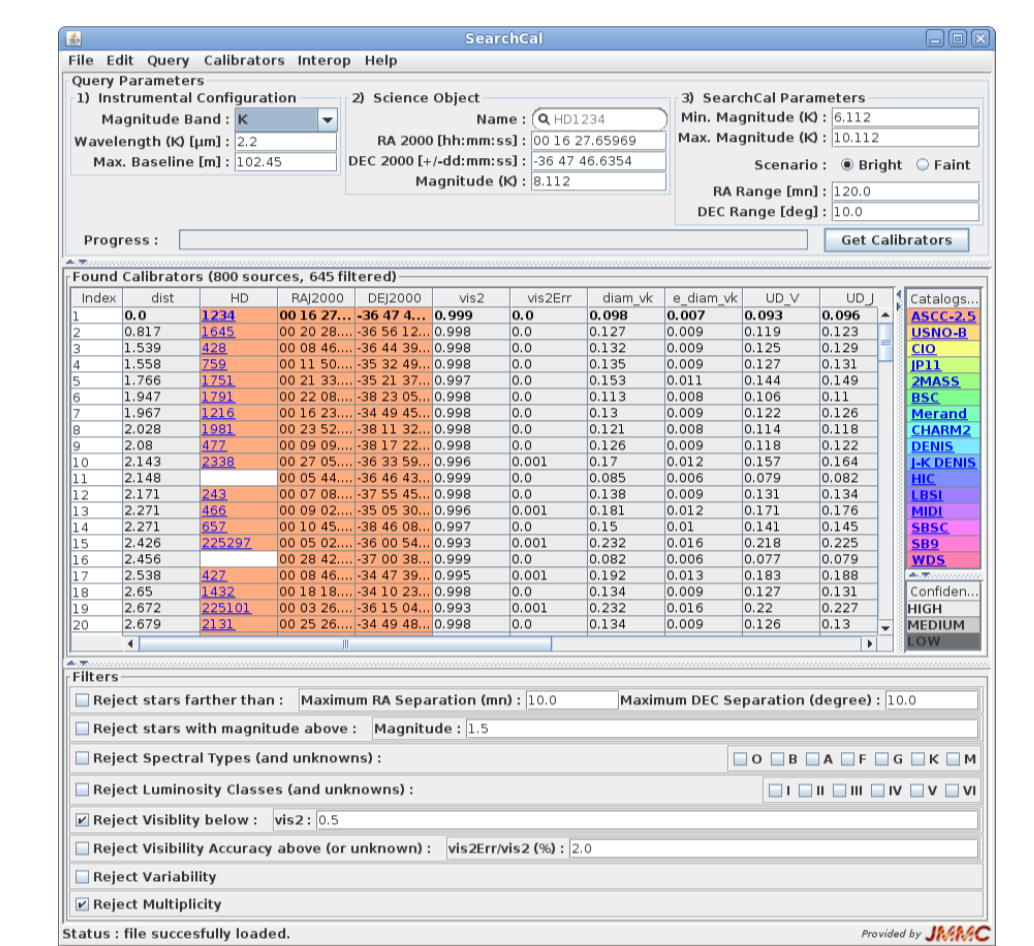 SearchCal
File Edit Query Calibrators Interop Help
Query Parameters
1) Instrumental Configuration
Magnitude Band : K
Wavelength (K) [µm] : 2.2
Max. Baseline [m] : 102.45
2) Science Object
Name : HD1234
RA 2000 [hh:mm:ss] : 00 16 27.65969
DEC 2000 [+/-dd:mm:ss] : -36 47 46.6354
Magnitude (K) : 8.112
3) SearchCal Parameters
Min. Magnitude (K) : 6.112
Max. Magnitude (K) : 10.112
Scenario : Bright Faint
RA Range [mn] : 120.0
DEC Range [deg] : 10.0
Progress : Get Calibrators
Found Calibrators (800 sources, 645 filtered)
Index dist HD RAJ2000 DEJ2000 vis2 vis2Err diam_vk e_diam_vk UD_V UD_J
1 0.0 1234 00 16 27.... -36 47 4... 0.999 0.0 0.098 0.007 0.093 0.096
2 0.817 1645 00 20 28.... -36 56 12... 0.998 0.0 0.127 0.009 0.119 0.123
3 1.539 428 00 08 46.... -36 44 39... 0.998 0.0 0.132 0.009 0.125 0.129
4 1.558 759 00 11 50.... -35 32 49... 0.998 0.0 0.135 0.009 0.127 0.131
5 1.766 1751 00 21 33.... -35 21 37... 0.997 0.0 0.153 0.011 0.144 0.149
6 1.947 1791 00 22 08.... -38 23 05... 0.998 0.0 0.113 0.008 0.106 0.11
7 1.967 1216 00 16 23.... -34 49 45... 0.998 0.0 0.13 0.009 0.122 0.126
8 2.028 1981 00 23 52.... -38 11 32... 0.998 0.0 0.121 0.008 0.114 0.118
9 2.08 477 00 09 09.... -38 17 22... 0.998 0.0 0.126 0.009 0.118 0.122
10 2.143 2338 00 27 05.... -36 33 59... 0.996 0.001 0.17 0.012 0.157 0.164
11 2.148 00 05 44.... -36 46 43... 0.999 0.0 0.085 0.006 0.079 0.082
12 2.171 243 00 07 08.... -37 55 45... 0.998 0.0 0.138 0.009 0.131 0.134
13 2.271 466 00 09 02.... -35 05 30... 0.996 0.001 0.181 0.012 0.171 0.176
14 2.271 657 00 10 45.... -38 46 08... 0.997 0.0 0.15 0.01 0.141 0.145
15 2.426 225297 00 05 02.... -36 00 54... 0.993 0.001 0.232 0.016 0.218 0.225
16 2.456 00 28 42.... -37 00 38... 0.999 0.0 0.082 0.006 0.077 0.079
17 2.538 427 00 08 46.... -34 47 39... 0.995 0.001 0.192 0.013 0.183 0.188
18 2.65 1432 00 18 18.... -34 10 23... 0.998 0.0 0.134 0.009 0.127 0.131
19 2.672 225101 00 03 26.... -36 15 04... 0.993 0.001 0.232 0.016 0.22 0.227
20 2.679 2131 00 25 26.... -34 49 48... 0.998 0.0 0.134 0.009 0.126 0.13
Catalogs...
ASCC-2.5
USNO-B
CIO
JP11
2MASS
BSC
Merand
CHARM2
DENIS
J-K DENIS
HIC
LBSI
MIDI
SBSC
SB9
WDS
Confiden...
HIGH
MEDIUM
LOW
Filters
Reject stars farther than : Maximum RA Separation (mn) : 10.0 Maximum DEC Separation (degree) : 10.0
Reject stars with magnitude above : Magnitude : 1.5
Reject Spectral Types (and unknowns) : O B A F G K M
Reject Luminosity Classes (and unknowns) : I II III IV V VI
Reject Visiblity below : vis2 : 0.5
Reject Visibility Accuracy above (or unknown) : vis2Err/vis2 (%) : 2.0
Reject Variability
Reject Multiplicity
Status : file succesfully loaded. Provided by JMMC